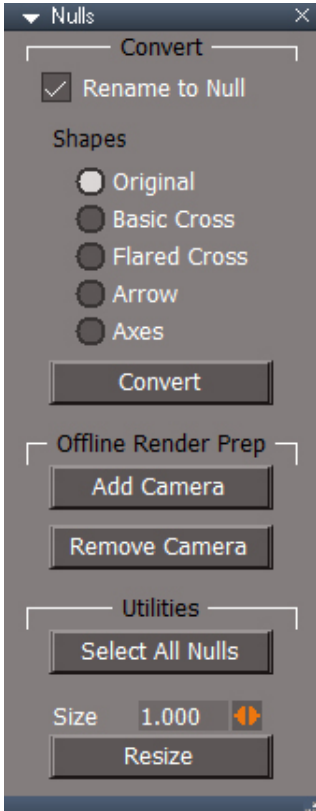 Nulls
Convert
Rename to Null
Shapes
Original
Basic Cross
Flared Cross
Arrow
Axes
Convert
Offline Render Prep
Add Camera
Remove Camera
Utilities
Select All Nulls
Size 1.000
Resize